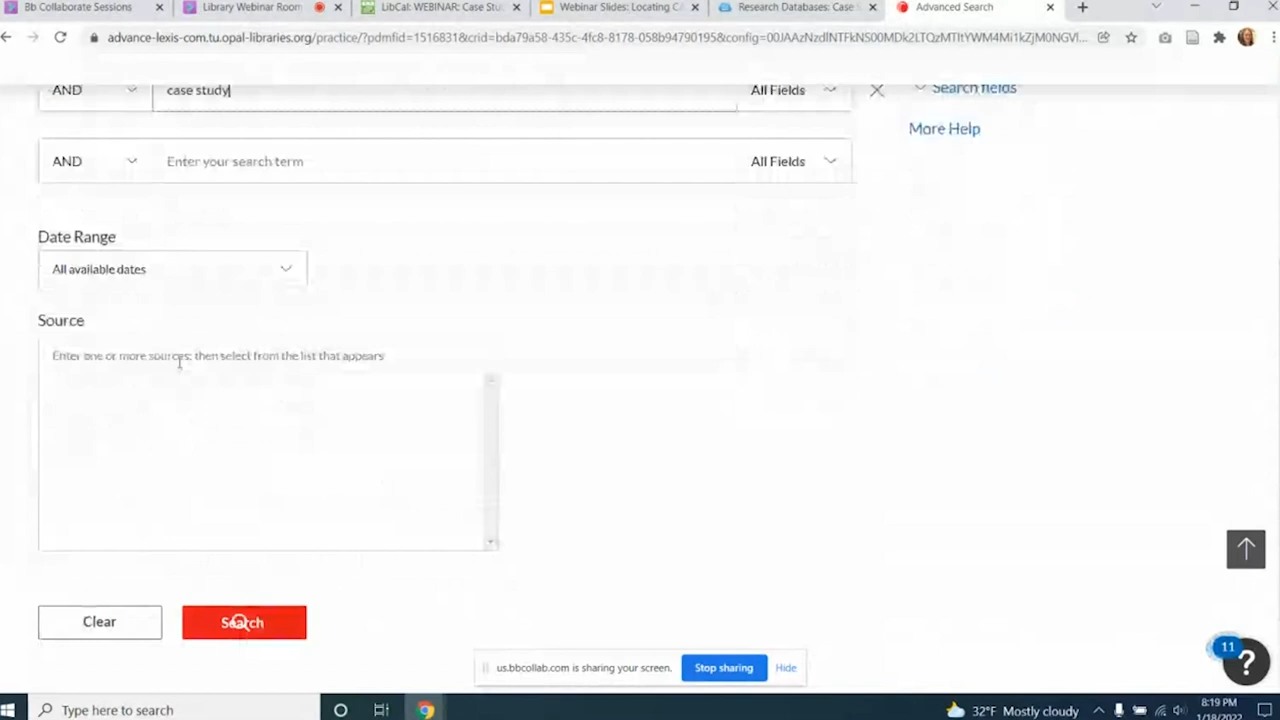 Bb Collaborate Sessions
Library Webinar Room
LibCal: WEBINAR: Case Stu
Webinar Slides: Locating CA
Research Databases: Case S
Advanced Search
AND case study All Fields
Search fields
More Help
AND Enter your search term All Fields
Date Range
All available dates
Source
Enter one or more sources; then select from the list that appears
Clear
Search
11
?
us.bbcollab.com is sharing your screen. Stop sharing Hide
Type here to search
32°F Mostly cloudy
8:19 PM
1/18/2022